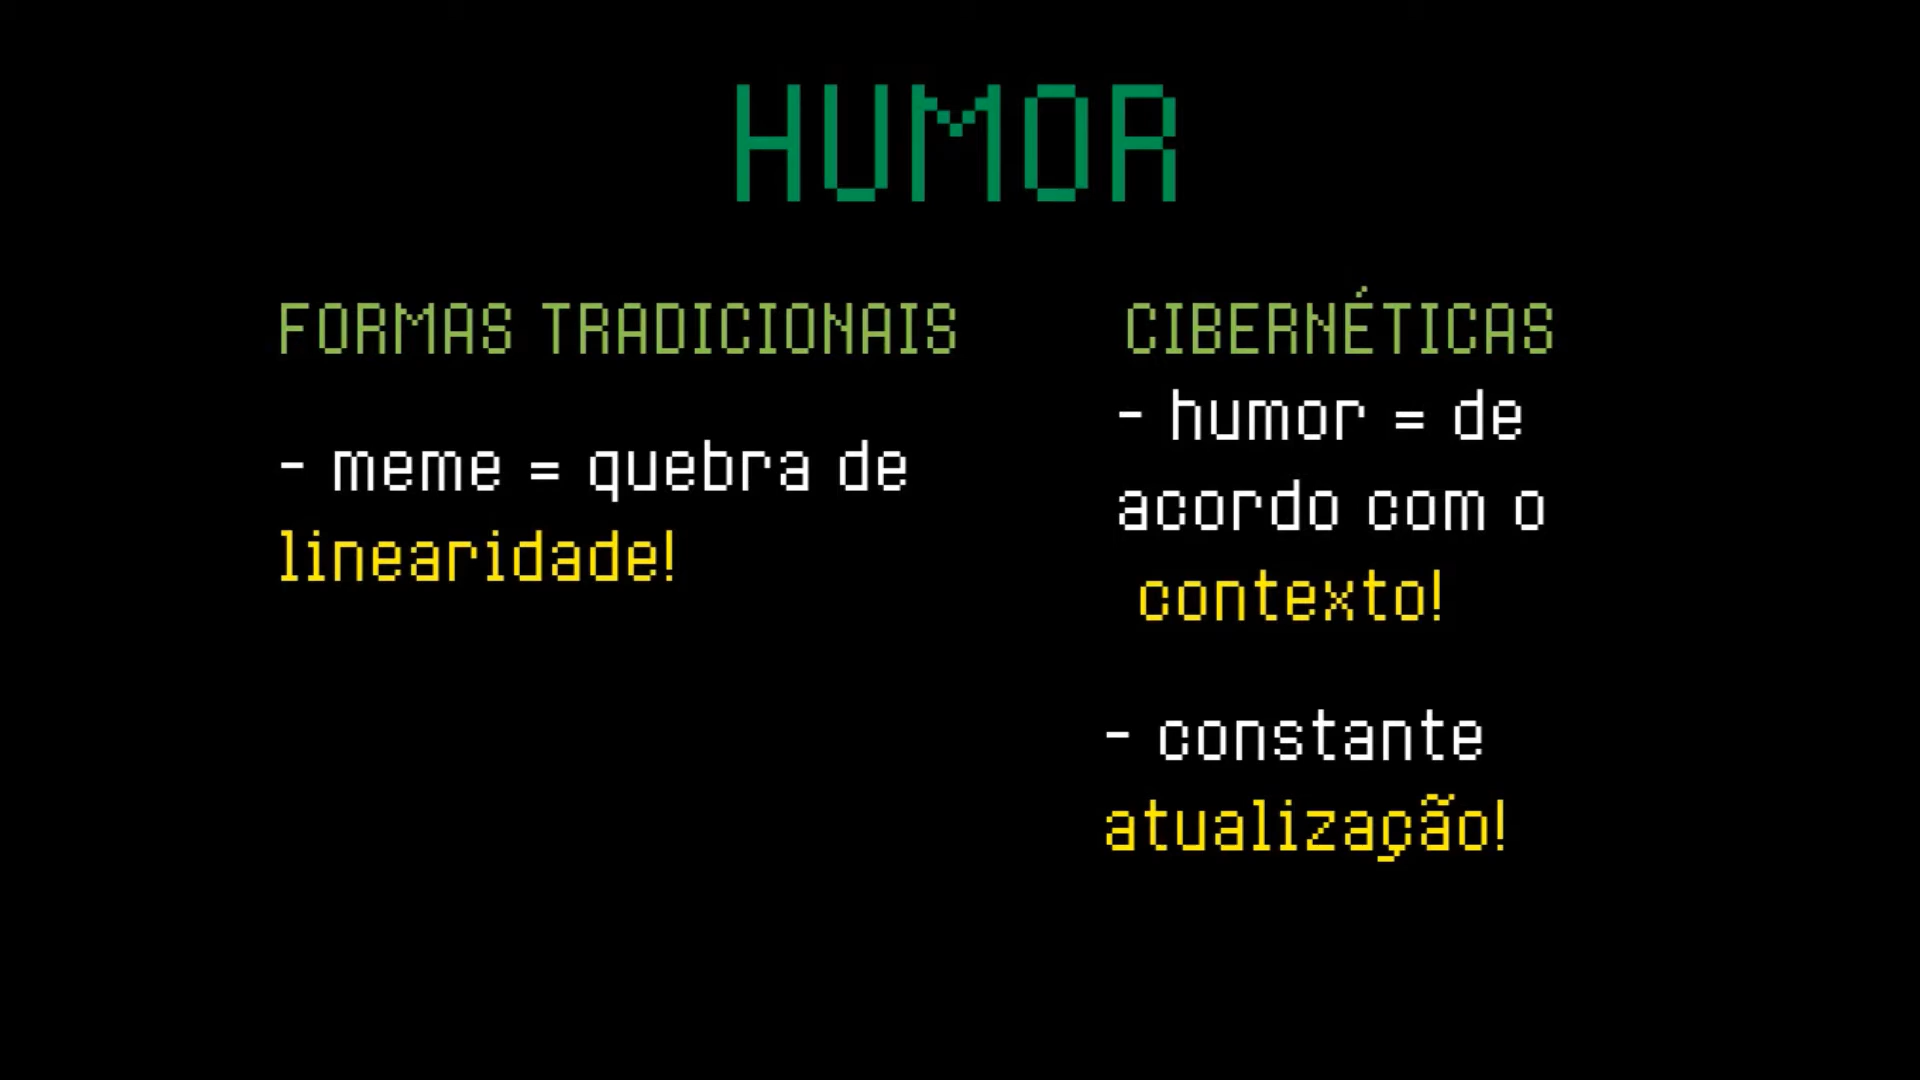 HUMOR
FORMAS TRADICIONAIS
- meme = quebra de
linearidade!
CIBERNÉTICAS
- humor = de
acordo com o
contexto!
- constante
atualização!